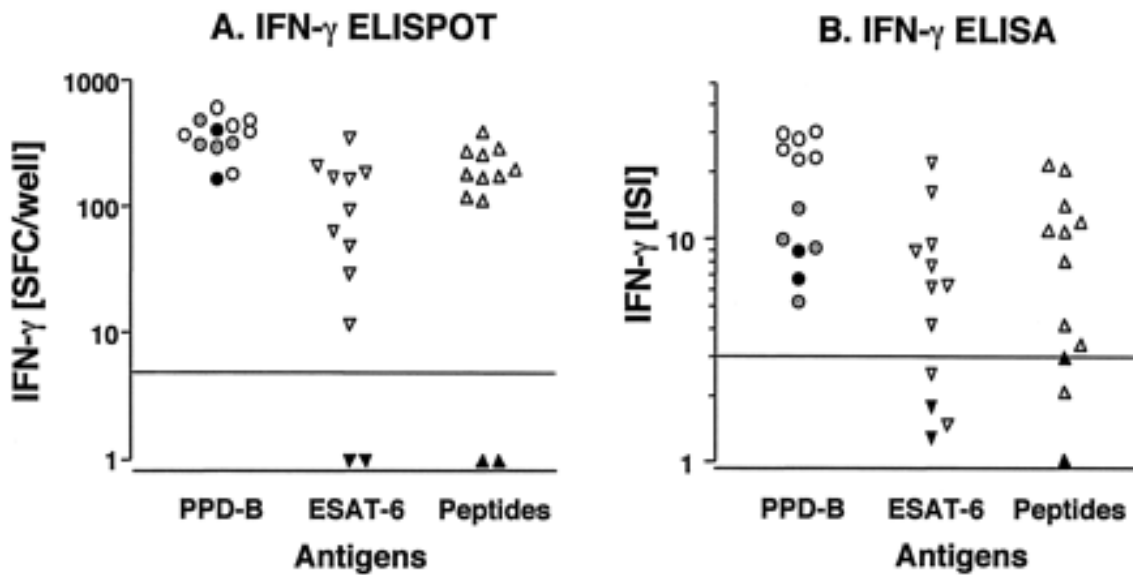 A. IFN-γ ELISPOT
IFN-γ [SFC/well]
1000
100
10
1
PPD-B ESAT-6 Peptides
Antigens
B. IFN-γ ELISA
IFN-γ [ISI]
10
1
PPD-B ESAT-6 Peptides
Antigens